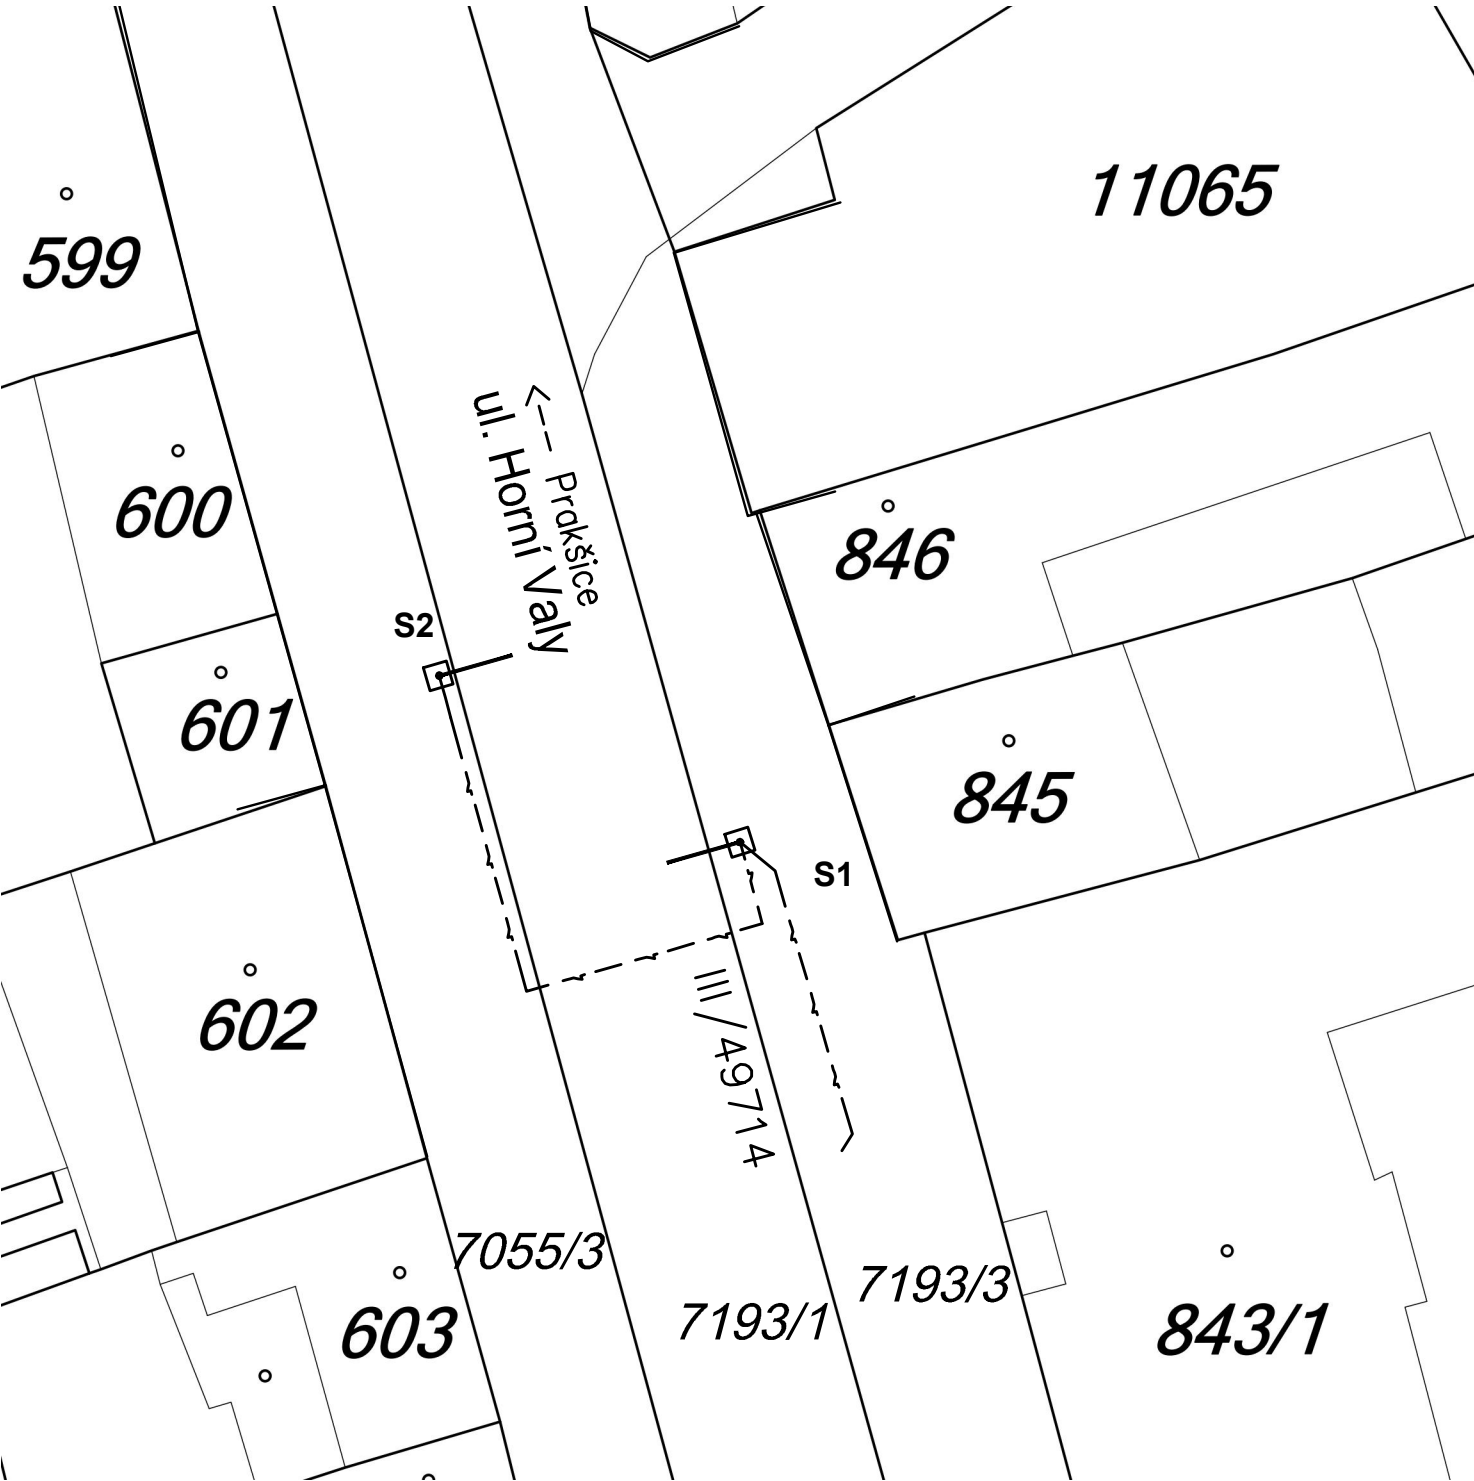 11065
599
600
ul. Horní Valy
<-- Prakšice
846
S2
601
845
S1
602
III/49714
7055/3
7193/3
7193/1
603
843/1